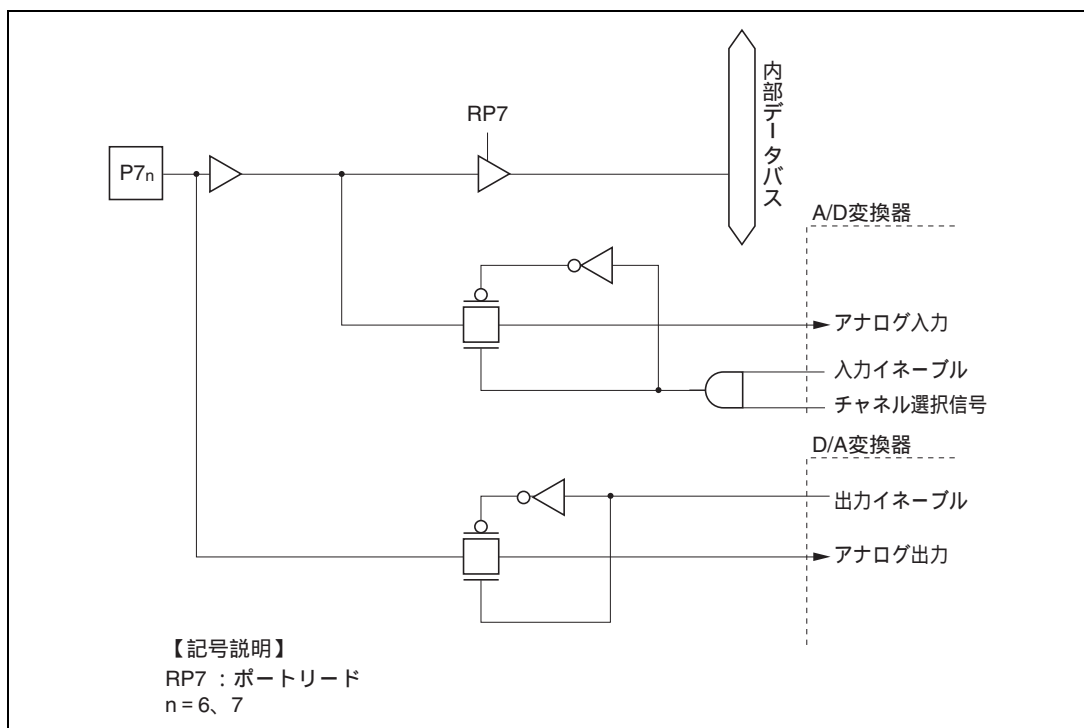 内部データバス
RP7
P7n
A/D変換器
アナログ入力
入力イネーブル
チャネル選択信号
D/A変換器
出力イネーブル
アナログ出力
【記号説明】
RP7 :ポートリード
n = 6、7